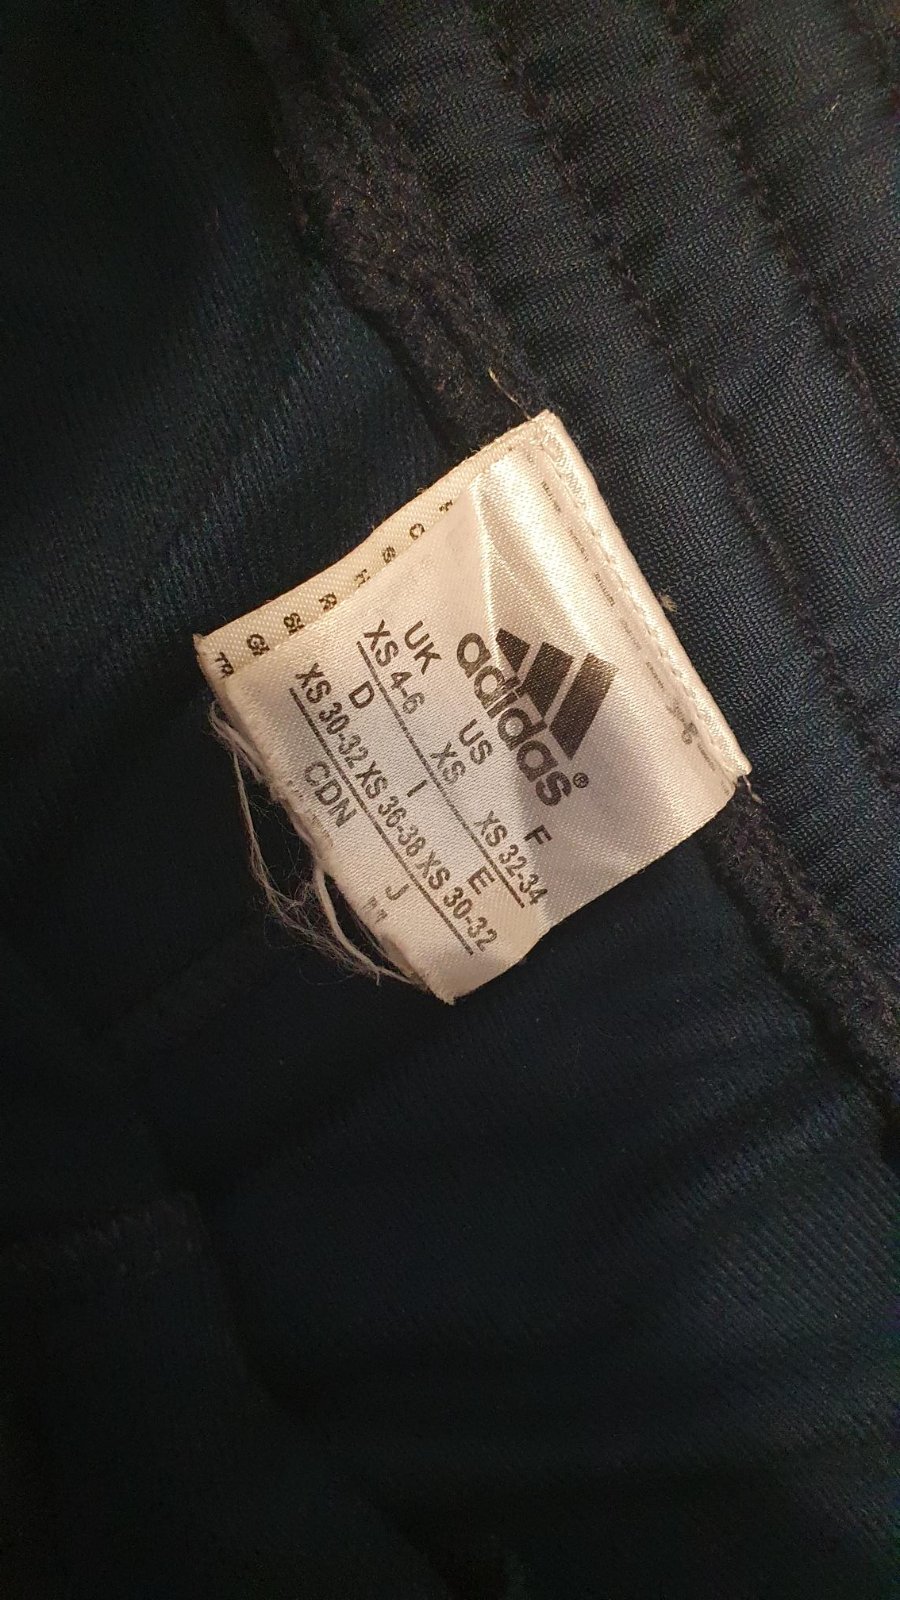 adidas®
UK US F
XS 4-6 XS XS 32-34
D I E
XS 30-32 XS 36-38 XS 30-32
CDN J